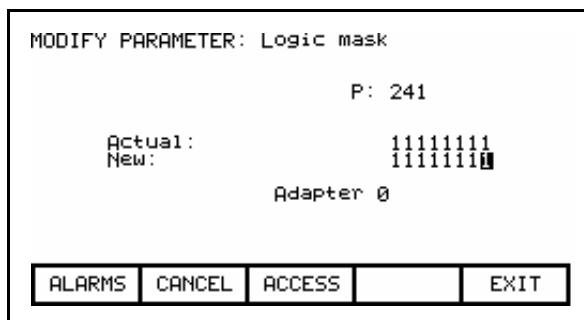 MODIFY PARAMETER: Logic mask
P: 241
Actual: 11111111
New: 11111111
Adapter 0
ALARMS CANCEL ACCESS EXIT